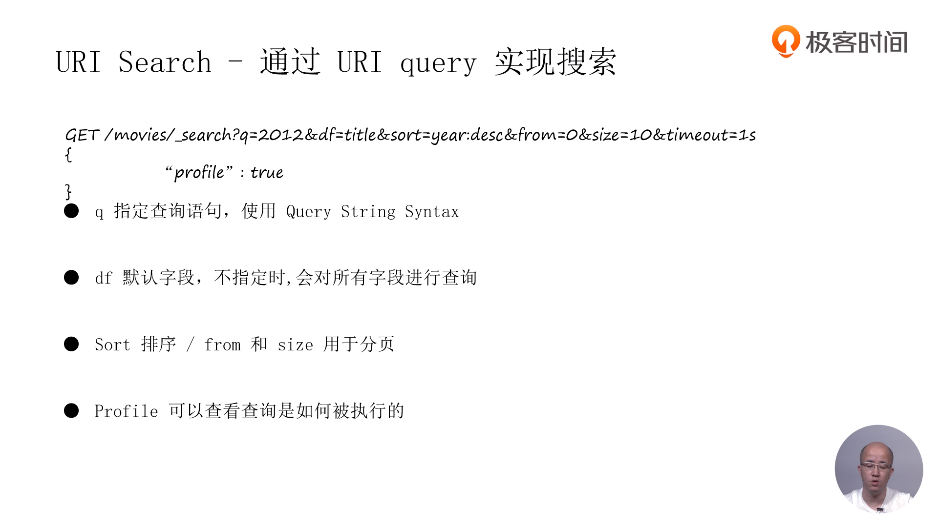 极客时间
URI Search - 通过 URI query 实现搜索
GET /movies/_search?q=2012&df=title&sort=year:desc&from=0&size=10&timeout=1s
{
“profile”: true
}
● q 指定查询语句，使用 Query String Syntax
● df 默认字段，不指定时,会对所有字段进行查询
● Sort 排序 / from 和 size 用于分页
● Profile 可以查看查询是如何被执行的